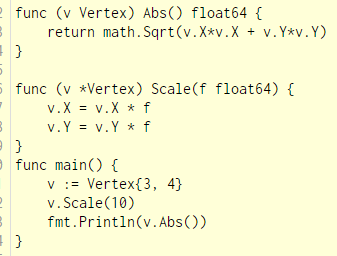 func (v Vertex) Abs() float64 {
return math.Sqrt(v.X*v.X + v.Y*v.Y)
}
func (v *Vertex) Scale(f float64) {
v.X = v.X * f
v.Y = v.Y * f
}
func main() {
v := Vertex{3, 4}
v.Scale(10)
fmt.Println(v.Abs())
}